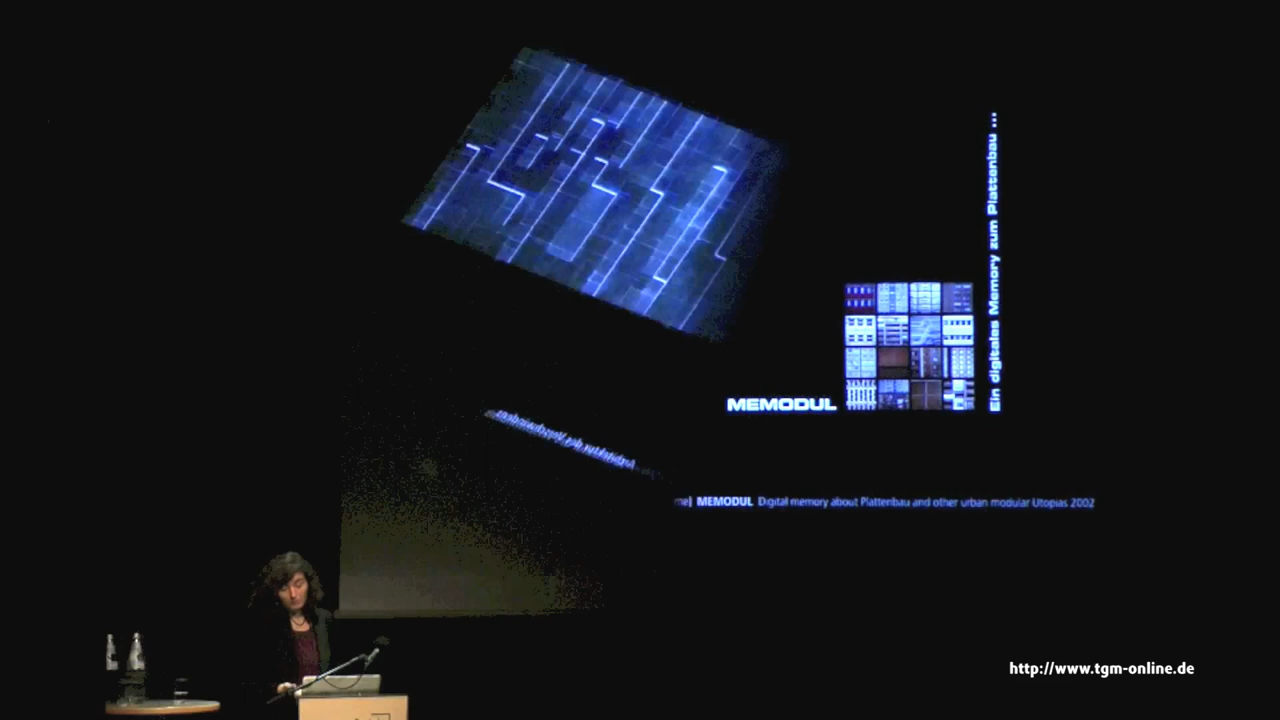 Ein digitales Memory zum Plattenbau ...
MEMODUL
MEMODUL Digital memory about Plattenbau and other urban modular Utopias 2002
http://www.tgm-online.de